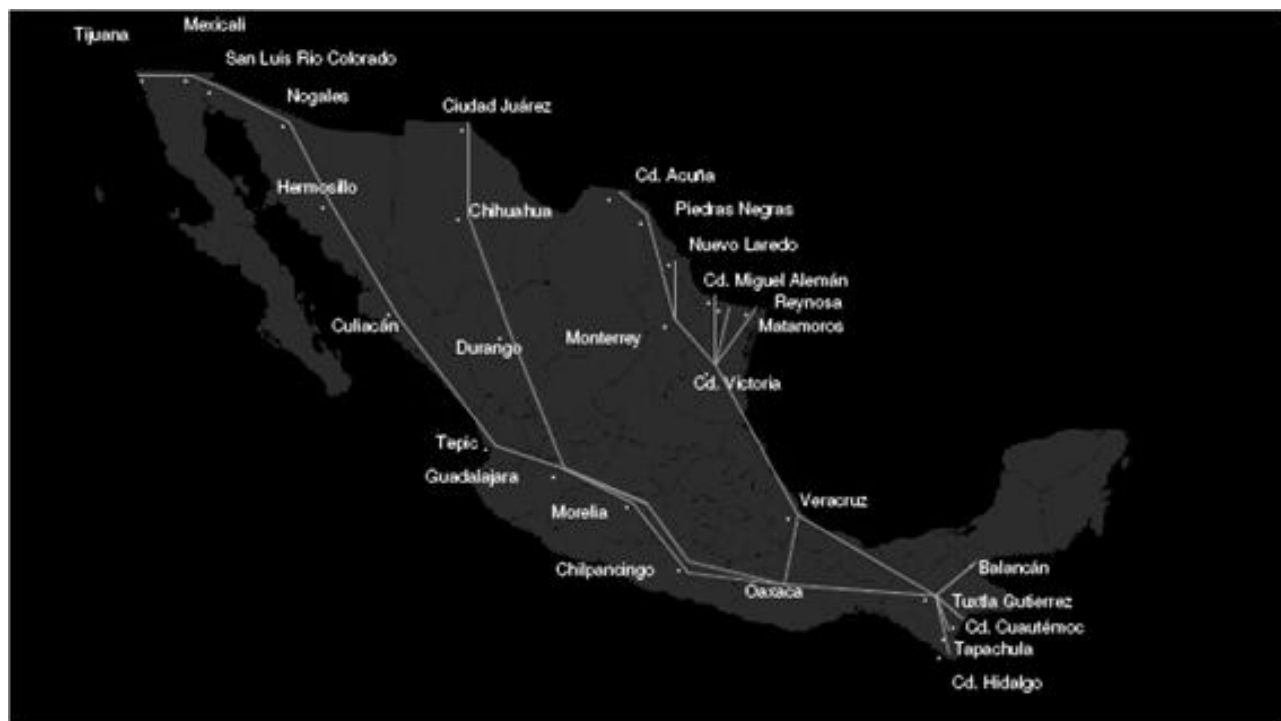 Mexicali
Tijuana
San Luis Rio Colorado
Nogales
Ciudad Juárez
Cd. Acuña
Hermosillo
Chihuahua
Piedras Negras
Nuevo Laredo
Cd. Miguel Alemán
Reynosa
Culiacán
Matamoros
Monterrey
Durango
Cd. Victoria
Tepic
Guadalajara
Veracruz
Morelia
Chilpancingo
Balancán
Oaxaca
Tuxtla Gutierrez
Cd. Cuautémoc
Tapachula
Cd. Hidalgo